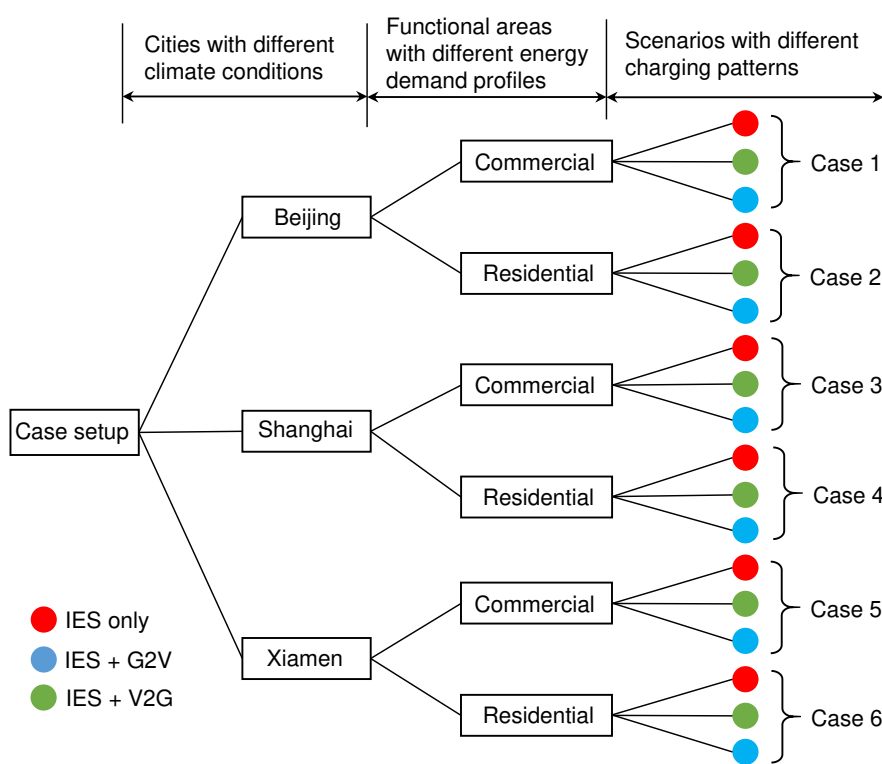 Cities with different
climate conditions
Functional areas
with different energy
demand profiles
Scenarios with different
charging patterns
Case setup
Beijing
Commercial
Case 1
Residential
Case 2
Shanghai
Commercial
Case 3
Residential
Case 4
Xiamen
Commercial
Case 5
Residential
Case 6
IES only
IES + G2V
IES + V2G